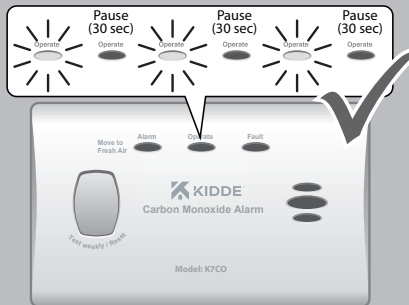 Pause
(30 sec)
Pause
(30 sec)
Pause
(30 sec)
Operate
Operate
Operate
Operate
Operate
Operate
Move to
Fresh Air
Alarm
Operate
Fault
KIDDE
Carbon Monoxide Alarm
Test weekly / Reset
Model: K7CO